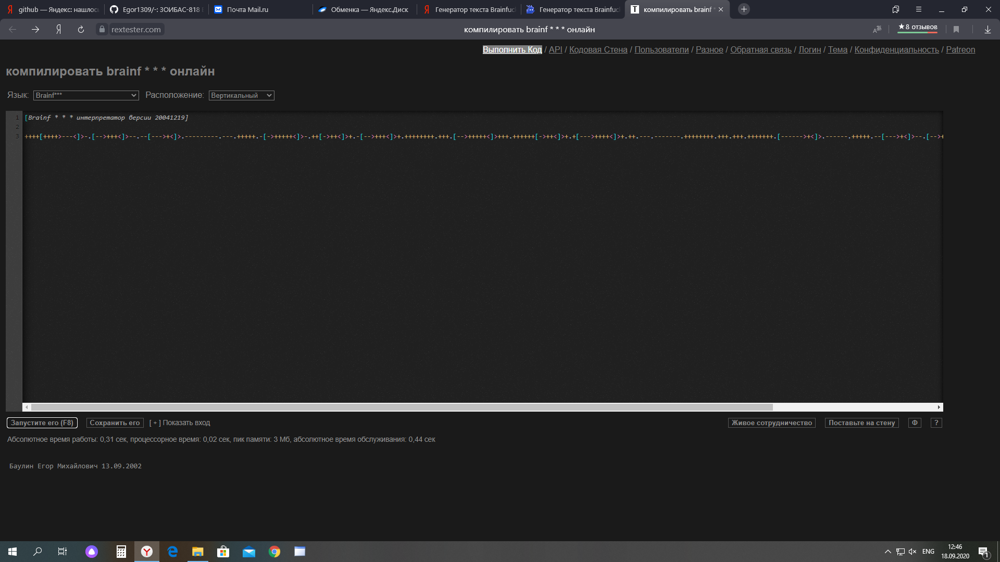 github — Яндекс: нашлось
Egor1309/-: ЗОИБАС-818
Почта Mail.ru
Обменка — Яндекс.Диск
Генератор текста Brainfuc
Генератор текста Brainfuc
компилировать brainf *
rextester.com
компилировать brainf * * * онлайн
★8 отзывов
Выполнить Код / API / Кодовая Стена / Пользователи / Разное / Обратная связь / Логин / Тема / Конфиденциальность / Patreon
компилировать brainf * * * онлайн
Язык: Brainf*** Расположение: Вертикальный
1 [Brainf * * * интерпретатор версии 20041219]
2
3 ++++[++++>---<]>-.[-->+++<]>--.--[--->+<]>.---------.---.+++++.-[->+++++<]>-.++[->++<]>+.-[-->+++<]>+.++++++++.+++.[-->+++++<]>+++.++++++[->++<]>+.+[--->++++<]>+.++.---.-------.++++++++.+++.+++.+++++++.[------>+<]>.------.+++++.--[--->+<]>--.[-->+
Запустите его (F8) Сохранить его [ + ] Показать вход Живое сотрудничество Поставьте на стену Ф ?
Абсолютное время работы: 0,31 сек, процессорное время: 0,02 сек, пик памяти: 3 Мб, абсолютное время обслуживания: 0,44 сек
Баулин Егор Михайлович 13.09.2002
ENG
12:46
18.09.2020
1